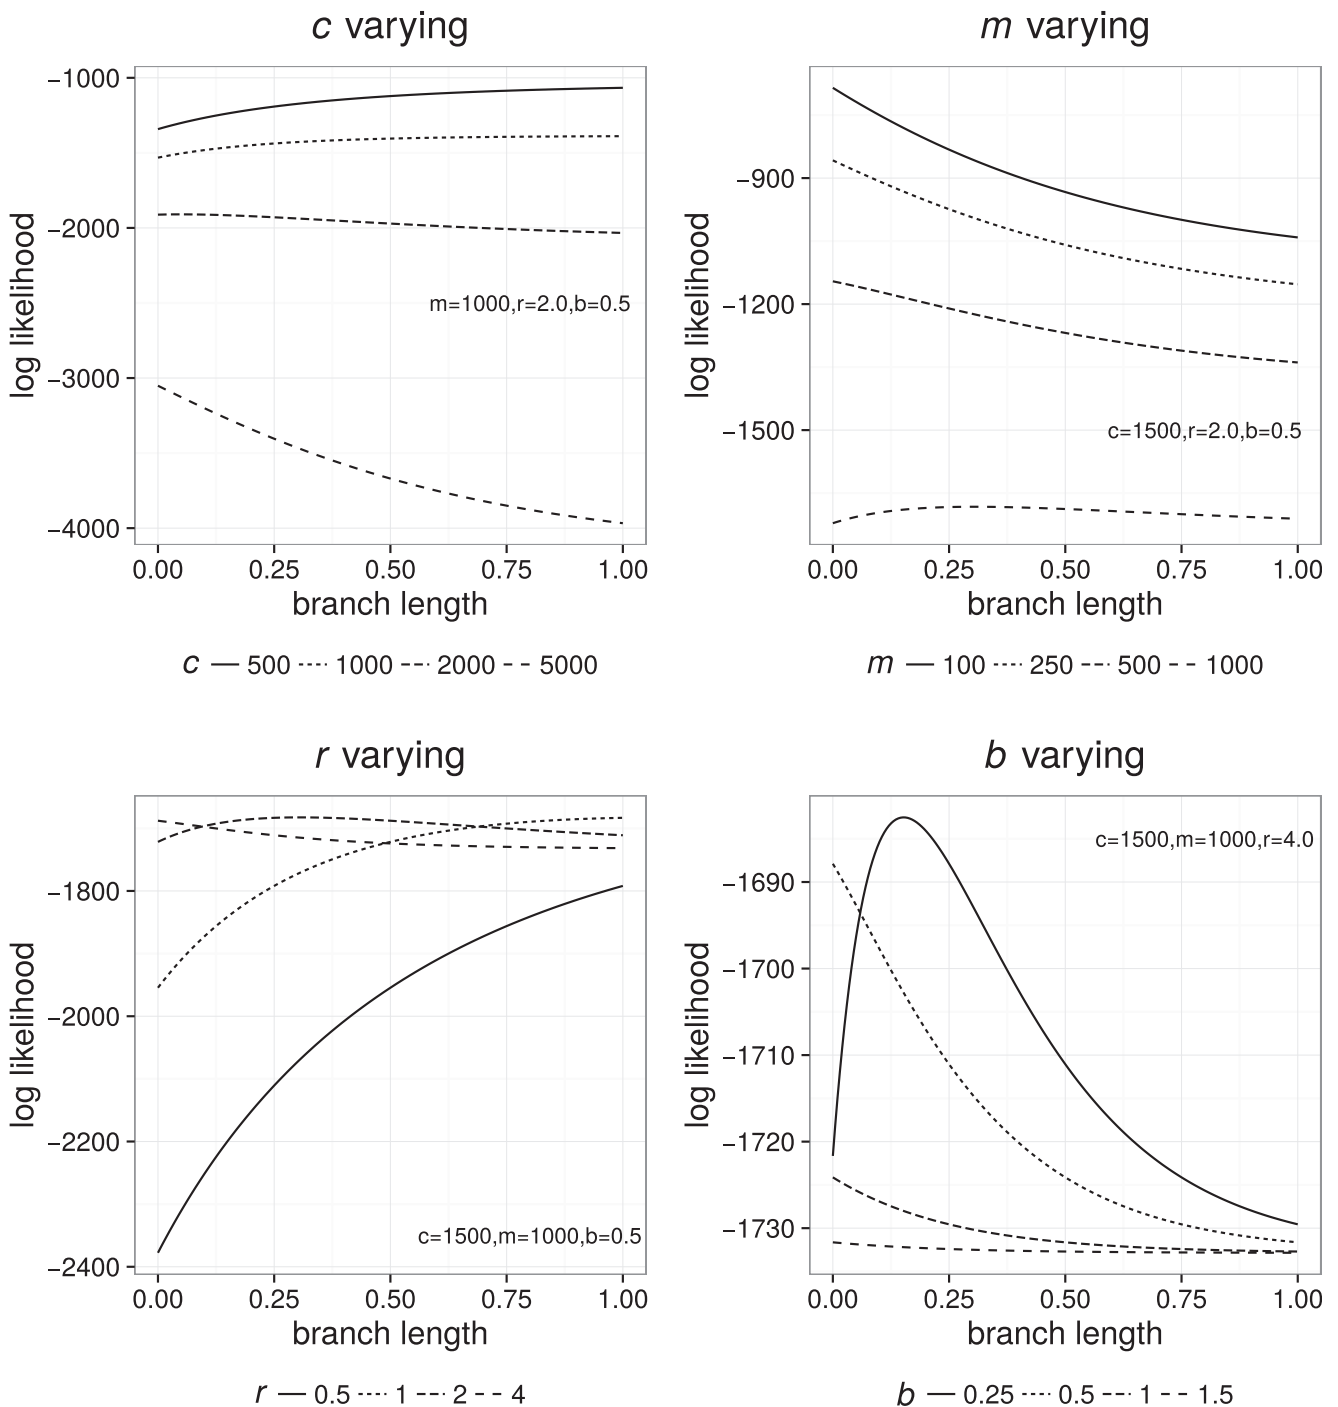 c varying
−1000
−2000
−3000
−4000
log likelihood
m=1000,r=2.0,b=0.5
0.00 0.25 0.50 0.75 1.00
branch length
c 500 1000 2000 5000
m varying
−900
−1200
−1500
log likelihood
c=1500,r=2.0,b=0.5
0.00 0.25 0.50 0.75 1.00
branch length
m 100 250 500 1000
r varying
−1800
−2000
−2200
−2400
log likelihood
c=1500,m=1000,b=0.5
0.00 0.25 0.50 0.75 1.00
branch length
r 0.5 1 2 4
b varying
c=1500,m=1000,r=4.0
−1690
−1700
−1710
−1720
−1730
log likelihood
0.00 0.25 0.50 0.75 1.00
branch length
b 0.25 0.5 1 1.5